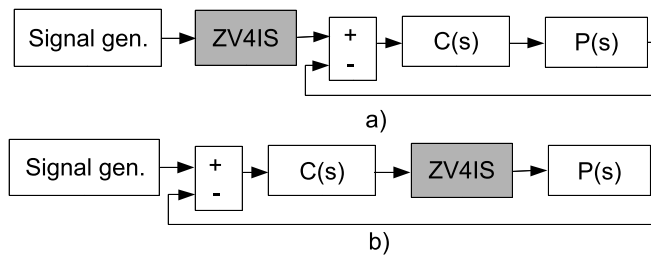 Signal gen.
ZV4IS
+
-
C(s)
P(s)
a)
Signal gen.
+
-
C(s)
ZV4IS
P(s)
b)